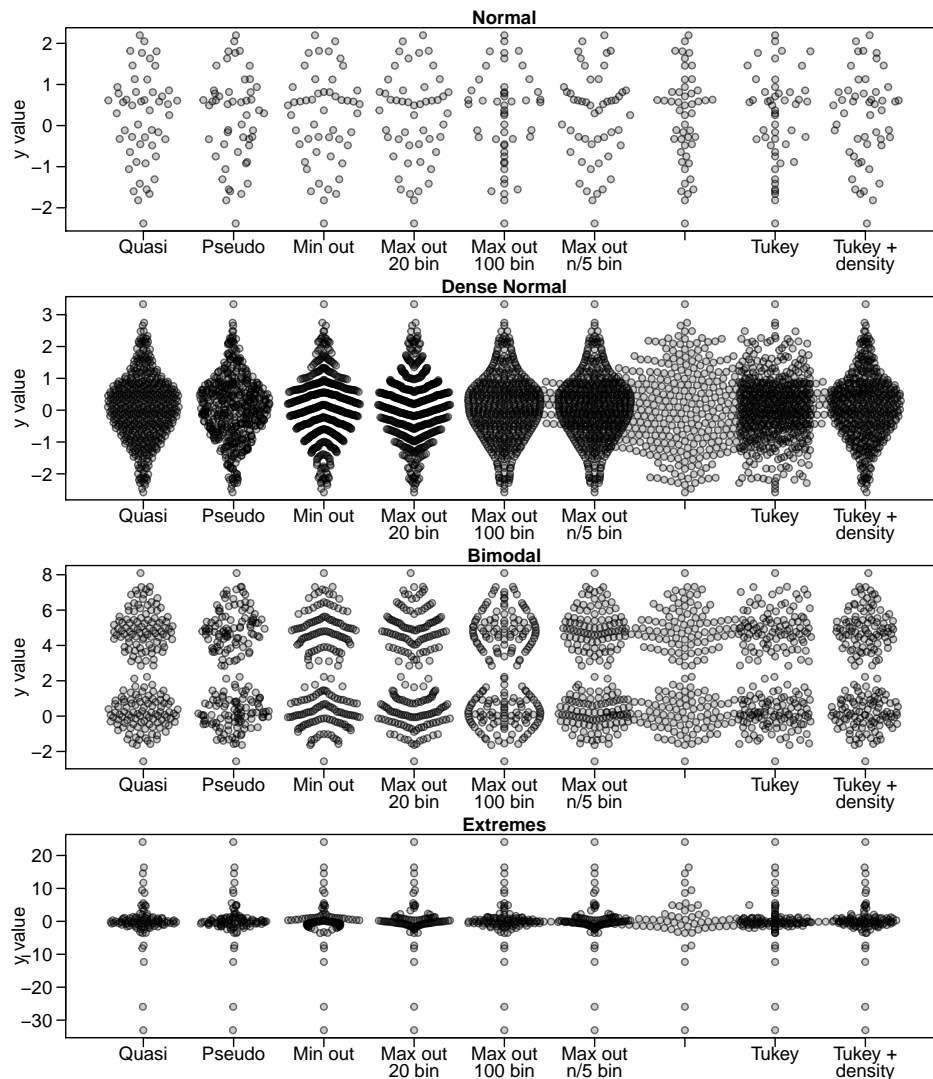 Normal
y value
2
1
0
−1
−2
Quasi Pseudo Min out Max out Max out Max out Tukey Tukey +
20 bin 100 bin n/5 bin density
Dense Normal
y value
3
2
1
0
−1
−2
Quasi Pseudo Min out Max out Max out Max out Tukey Tukey +
20 bin 100 bin n/5 bin density
Bimodal
y value
8
6
4
2
0
−2
Quasi Pseudo Min out Max out Max out Max out Tukey Tukey +
20 bin 100 bin n/5 bin density
Extremes
y value
20
10
0
−10
−20
−30
Quasi Pseudo Min out Max out Max out Max out Tukey Tukey +
20 bin 100 bin n/5 bin density